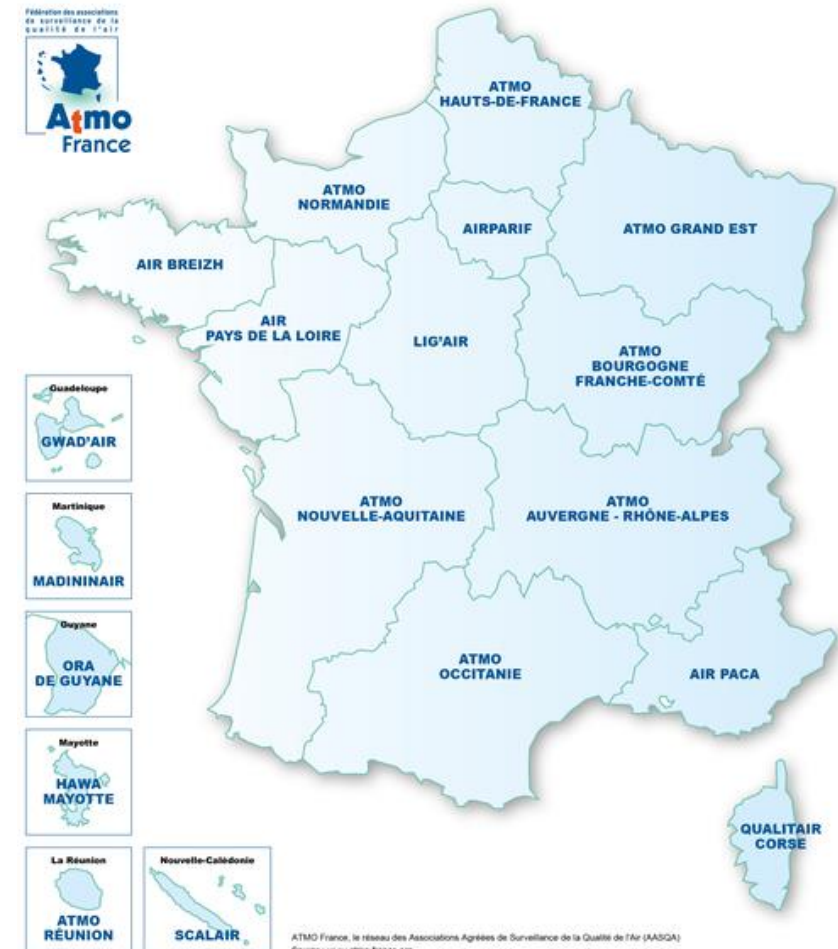 Fédération des associations
de surveillance de la
qualité de l'air
Atmo
France
ATMO
HAUTS-DE-FRANCE
ATMO
NORMANDIE
AIRPARIF
ATMO GRAND EST
AIR BREIZH
AIR
PAYS DE LA LOIRE
LIG'AIR
ATMO
BOURGOGNE
FRANCHE-COMTÉ
Guadeloupe
GWAD'AIR
Martinique
MADININAIR
ATMO
NOUVELLE-AQUITAINE
ATMO
AUVERGNE - RHÔNE-ALPES
Guyane
ORA
DE GUYANE
ATMO
OCCITANIE
AIR PACA
Mayotte
HAWA
MAYOTTE
QUALITAIR
CORSE
La Réunion
ATMO
RÉUNION
Nouvelle-Calédonie
SCALAIR
ATMO France, le réseau des Associations Agréées de Surveillance de la Qualité de l'Air (AASQA)